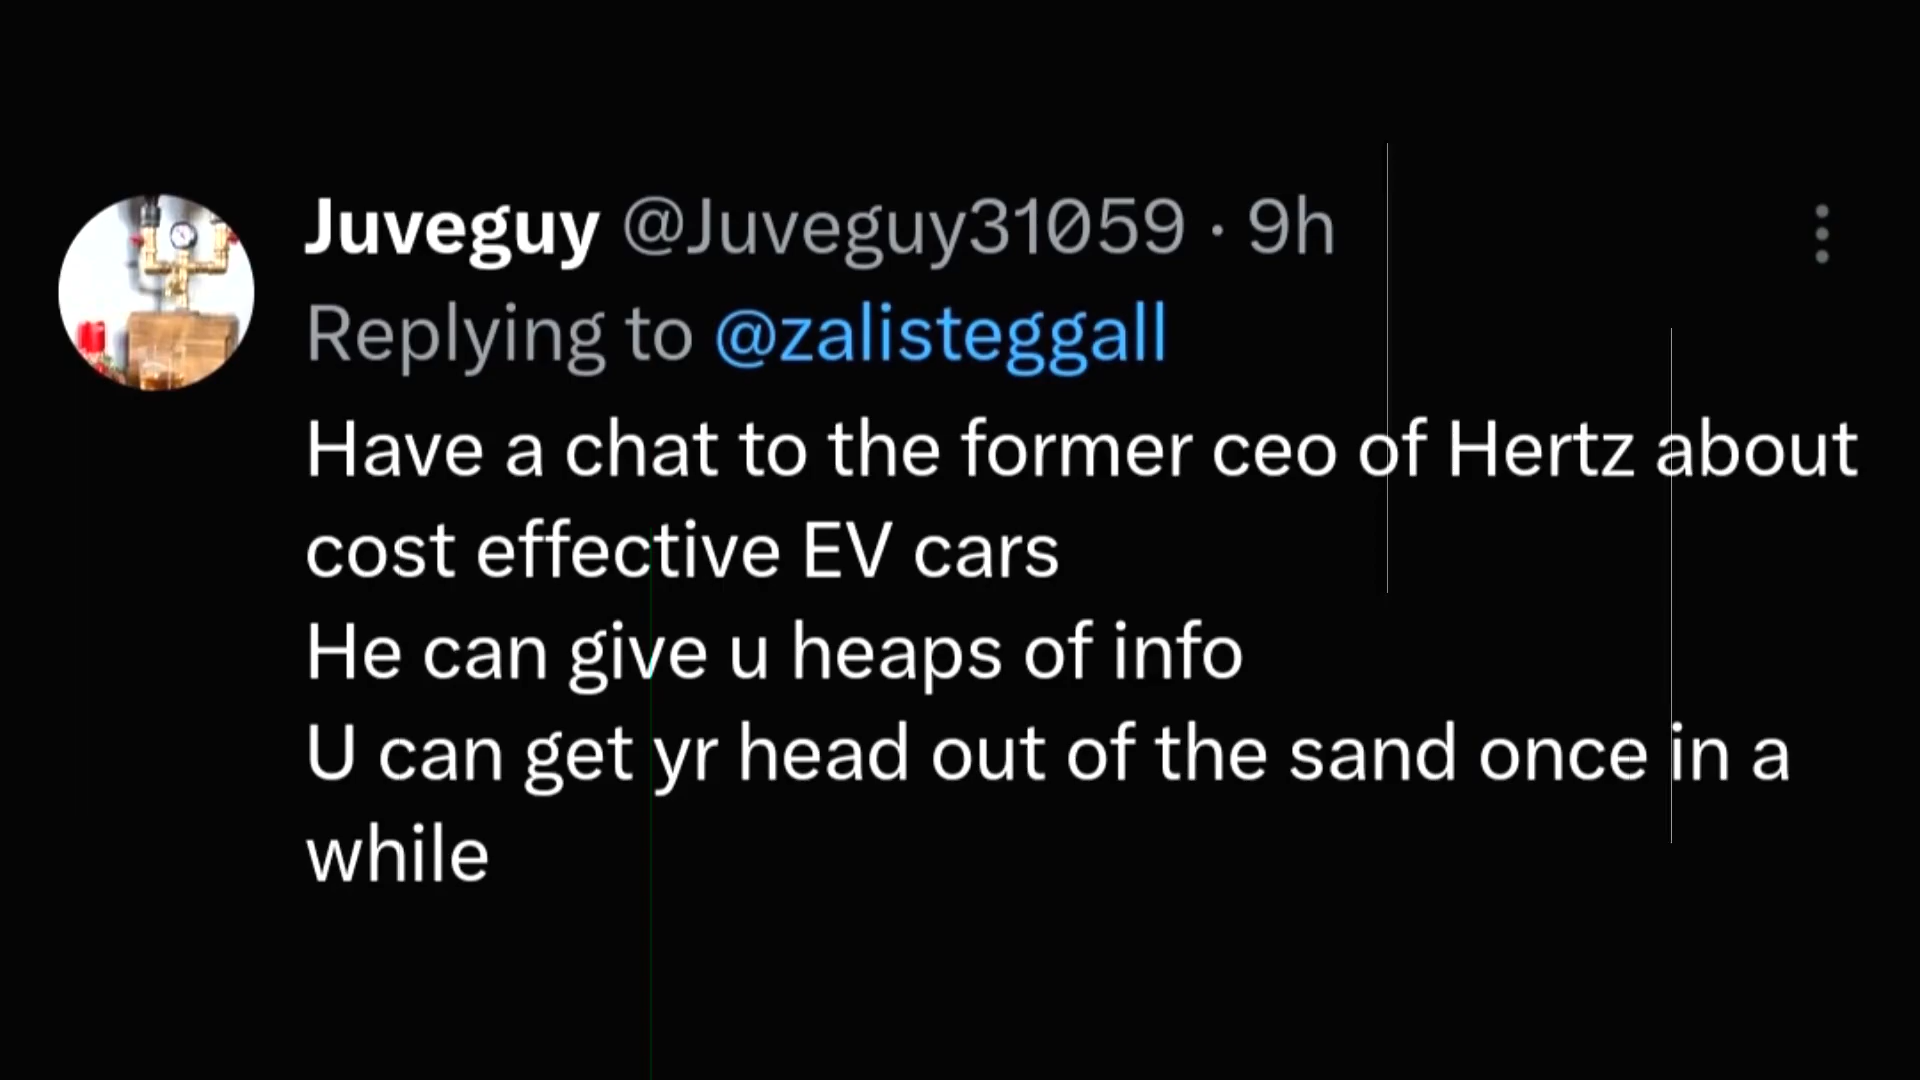 Juveguy @Juveguy31059 · 9h
Replying to @zalisteggall
Have a chat to the former ceo of Hertz about
cost effective EV cars
He can give u heaps of info
U can get yr head out of the sand once in a
while